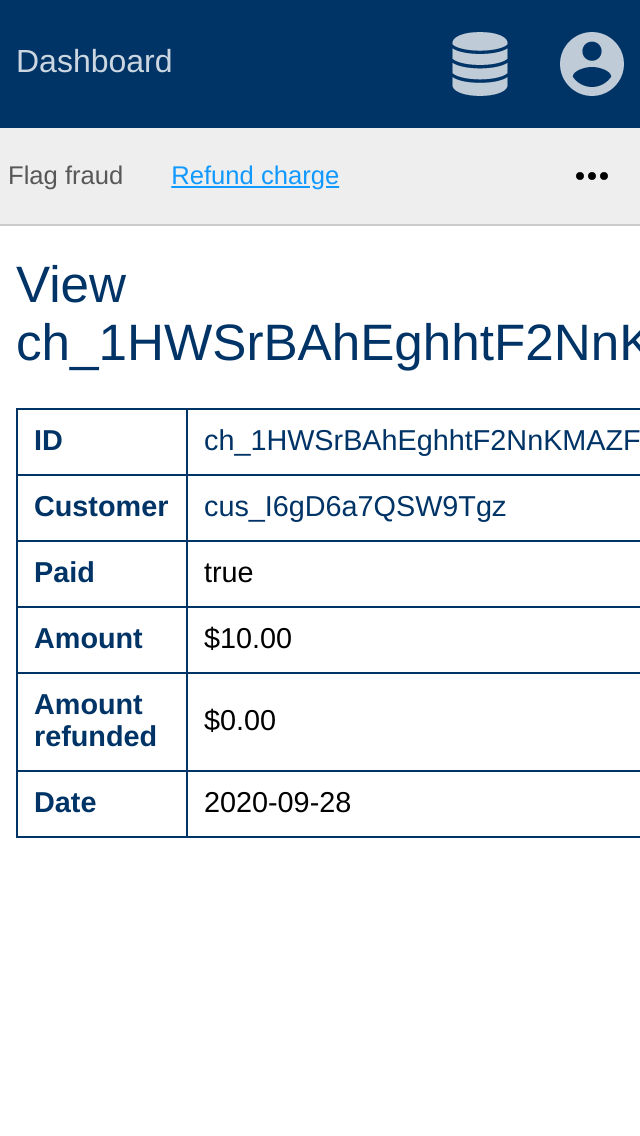 Dashboard
Flag fraud Refund charge
View
ch_1HWSrBAhEghhtF2NnK
ID ch_1HWSrBAhEghhtF2NnKMAZF
Customer cus_I6gD6a7QSW9Tgz
Paid true
Amount $10.00
Amount
refunded $0.00
Date 2020-09-28